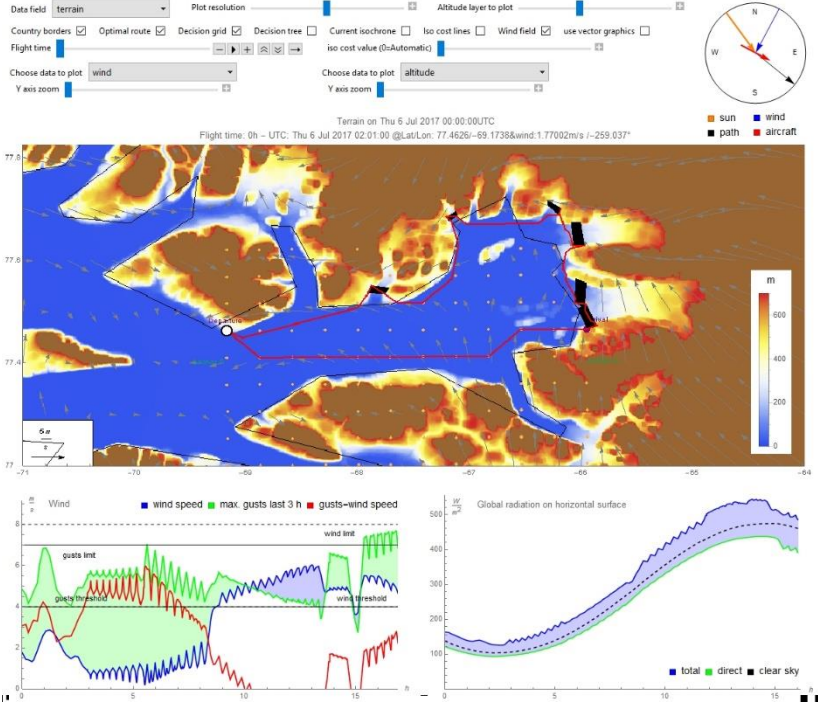 Data field terrain Plot resolution Altitude layer to plot
Country borders Optimal route Decision grid Decision tree Current isochrone Iso cost lines Wind field use vector graphics
Flight time iso cost value (0=Automatic)
Choose data to plot wind Choose data to plot altitude
Y axis zoom Y axis zoom
N
W E
S
sun wind
path aircraft
Terrain on Thu 6 Jul 2017 00:00:00UTC
Flight time: 0h – UTC: Thu 6 Jul 2017 02:01:00 @Lat/Lon: 77.4626/-69.1738&wind:1.77002m/s /-259.037°
77.8
77.4
77
m
600
400
200
0
-71 -70 -69 -68 -67 -66 -65 -64
Wind wind speed max. gusts last 3 h gusts-wind speed
8
wind limit
gusts limit
6
gusts threshold wind threshold
4
2
0
0 5 10 15 h
Global radiation on horizontal surface
500
400
300
200
100
total direct clear sky
0 5 10 15 h